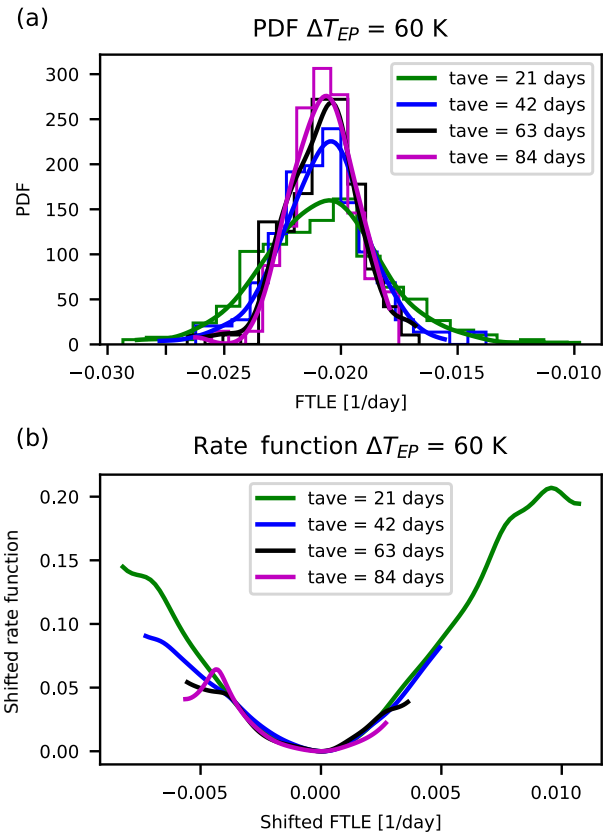 (a)
PDF ΔT_EP = 60 K
300
250
200
150
100
50
0
PDF
tave = 21 days
tave = 42 days
tave = 63 days
tave = 84 days
−0.030 −0.025 −0.020 −0.015 −0.010
FTLE [1/day]
(b)
Rate function ΔT_EP = 60 K
0.20
0.15
0.10
0.05
0.00
Shifted rate function
tave = 21 days
tave = 42 days
tave = 63 days
tave = 84 days
−0.005 0.000 0.005 0.010
Shifted FTLE [1/day]